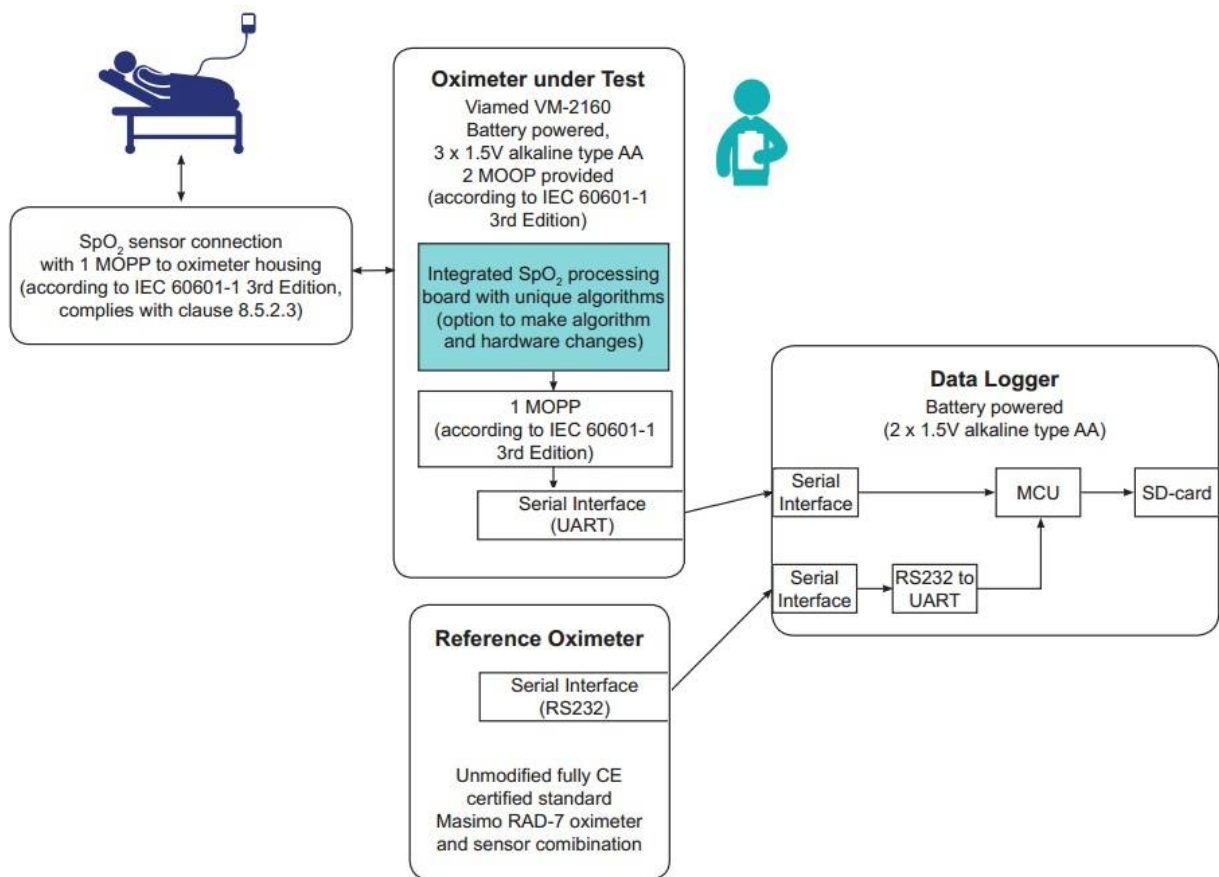 SpO2 sensor connection
with 1 MOPP to oximeter housing
(according to IEC 60601-1 3rd Edition,
complies with clause 8.5.2.3)
Oximeter under Test
Viamed VM-2160
Battery powered,
3 x 1.5V alkaline type AA
2 MOOP provided
(according to IEC 60601-1
3rd Edition)
Integrated SpO2 processing
board with unique algorithms
(option to make algorithm
and hardware changes)
1 MOPP
(according to IEC 60601-1
3rd Edition)
Serial Interface
(UART)
Reference Oximeter
Serial Interface
(RS232)
Unmodified fully CE
certified standard
Masimo RAD-7 oximeter
and sensor comibination
Data Logger
Battery powered
(2 x 1.5V alkaline type AA)
Serial
Interface
MCU
SD-card
Serial
Interface
RS232 to
UART